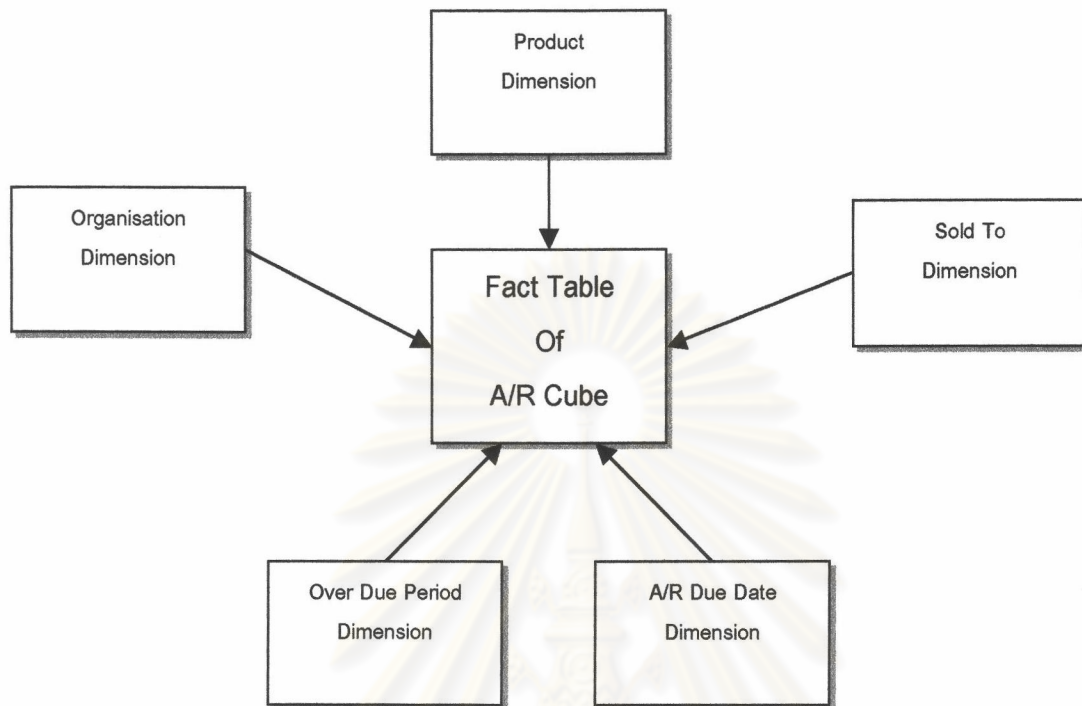 Product
Dimension
Organisation
Dimension
Sold To
Dimension
Fact Table
Of
A/R Cube
Over Due Period
Dimension
A/R Due Date
Dimension